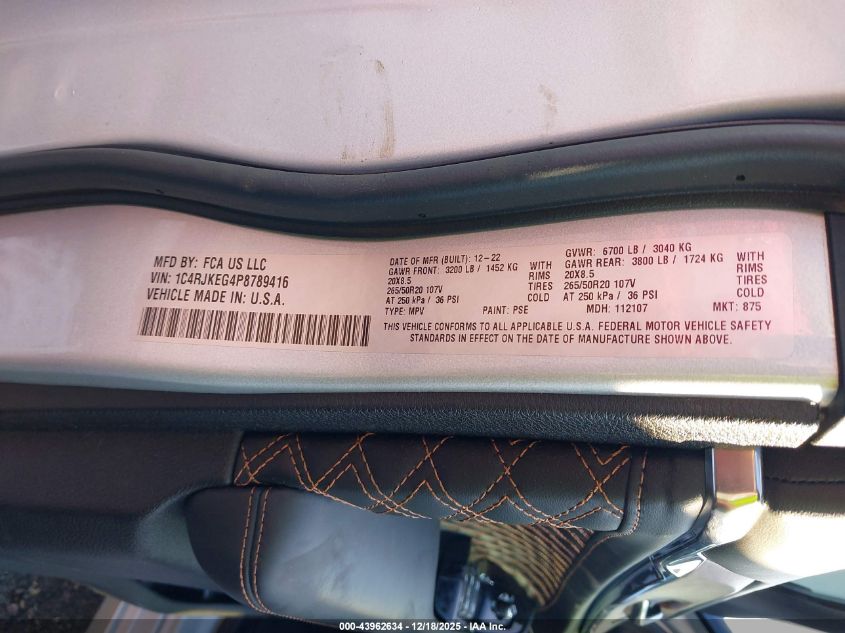 MFD BY: FCA US LLC
VIN: 1C4RJKEG4P8789416
VEHICLE MADE IN U.S.A.
DATE OF MFR (BUILT): 12-22
GAWR FRONT: 3200 LB / 1452 KG WITH
20X8.5 RIMS
265/50R20 107V TIRES
AT 250 kPa / 36 PSI COLD
TYPE: MPV PAINT: PSE
GVWR: 6700 LB / 3040 KG
GAWR REAR: 3800 LB / 1724 KG WITH
20X8.5 RIMS
265/50R20 107V TIRES
AT 250 kPa / 36 PSI COLD
MDH: 112107 MKT: 875
THIS VEHICLE CONFORMS TO ALL APPLICABLE U.S.A. FEDERAL MOTOR VEHICLE SAFETY
STANDARDS IN EFFECT ON THE DATE OF MANUFACTURE SHOWN ABOVE.
000-43962634 - 12/18/2025 - IAA Inc.